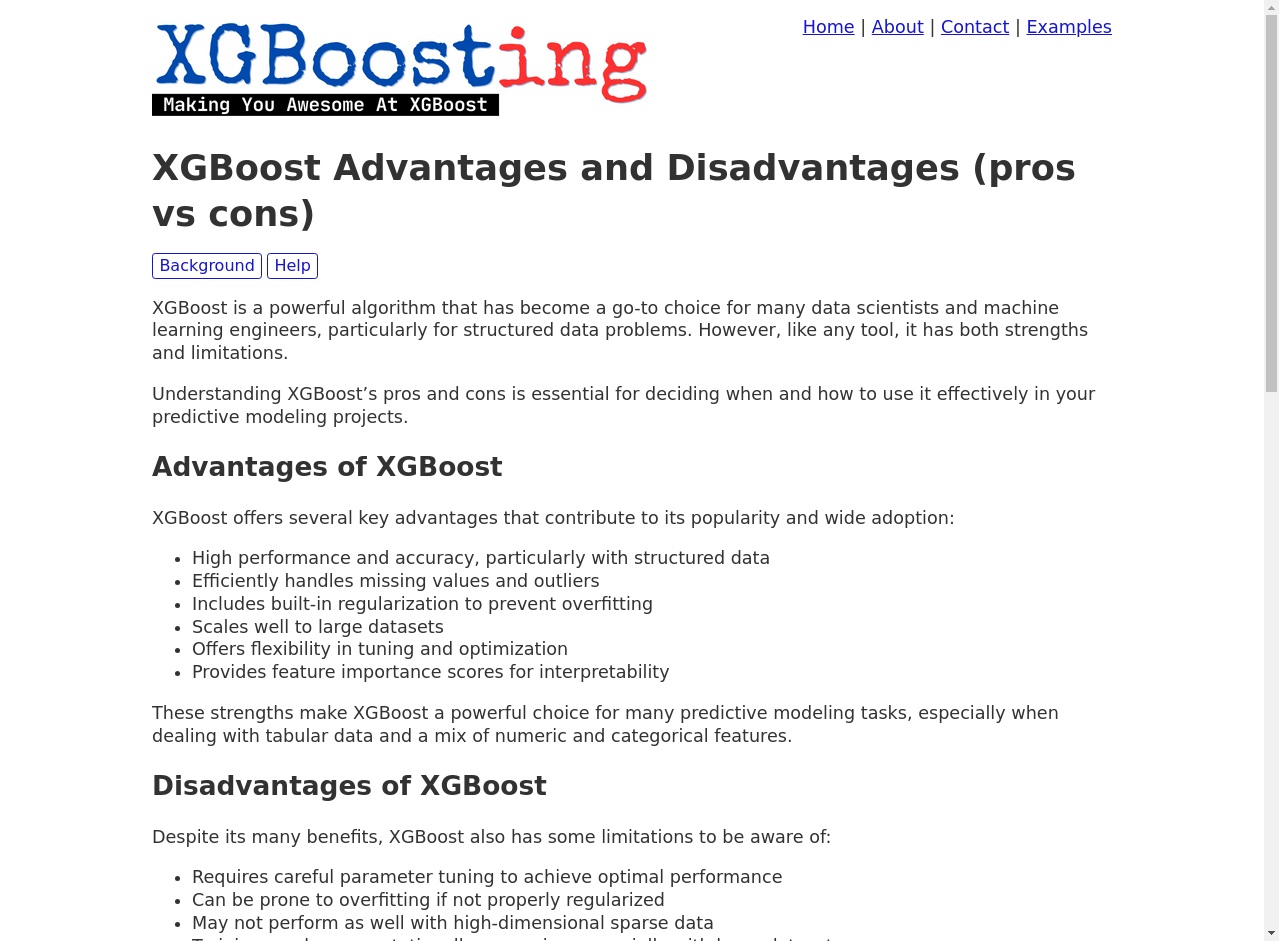 XGBoosting
Making You Awesome At XGBoost
Home | About | Contact | Examples
XGBoost Advantages and Disadvantages (pros
vs cons)
Background Help
XGBoost is a powerful algorithm that has become a go-to choice for many data scientists and machine
learning engineers, particularly for structured data problems. However, like any tool, it has both strengths
and limitations.
Understanding XGBoost’s pros and cons is essential for deciding when and how to use it effectively in your
predictive modeling projects.
Advantages of XGBoost
XGBoost offers several key advantages that contribute to its popularity and wide adoption:
• High performance and accuracy, particularly with structured data
• Efficiently handles missing values and outliers
• Includes built-in regularization to prevent overfitting
• Scales well to large datasets
• Offers flexibility in tuning and optimization
• Provides feature importance scores for interpretability
These strengths make XGBoost a powerful choice for many predictive modeling tasks, especially when
dealing with tabular data and a mix of numeric and categorical features.
Disadvantages of XGBoost
Despite its many benefits, XGBoost also has some limitations to be aware of:
• Requires careful parameter tuning to achieve optimal performance
• Can be prone to overfitting if not properly regularized
• May not perform as well with high-dimensional sparse data